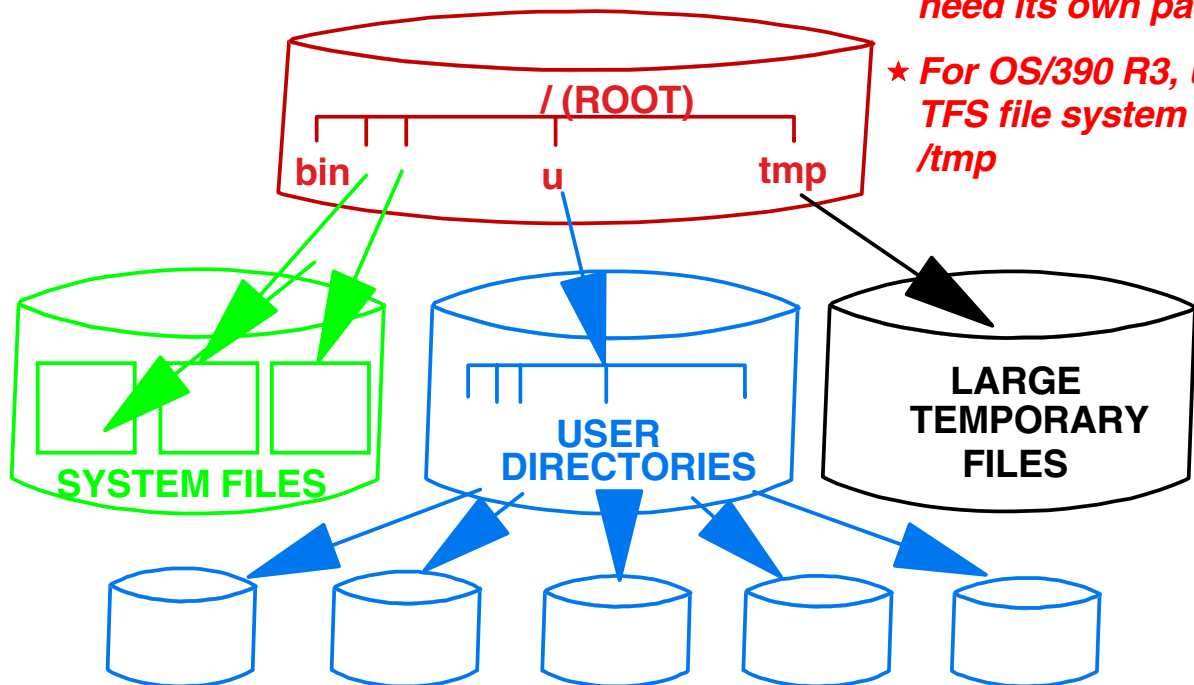 need its own pa
★ For OS/390 R3, u
TFS file system
/tmp
/ (ROOT)
bin
u
tmp
SYSTEM FILES
USER
DIRECTORIES
LARGE
TEMPORARY
FILES